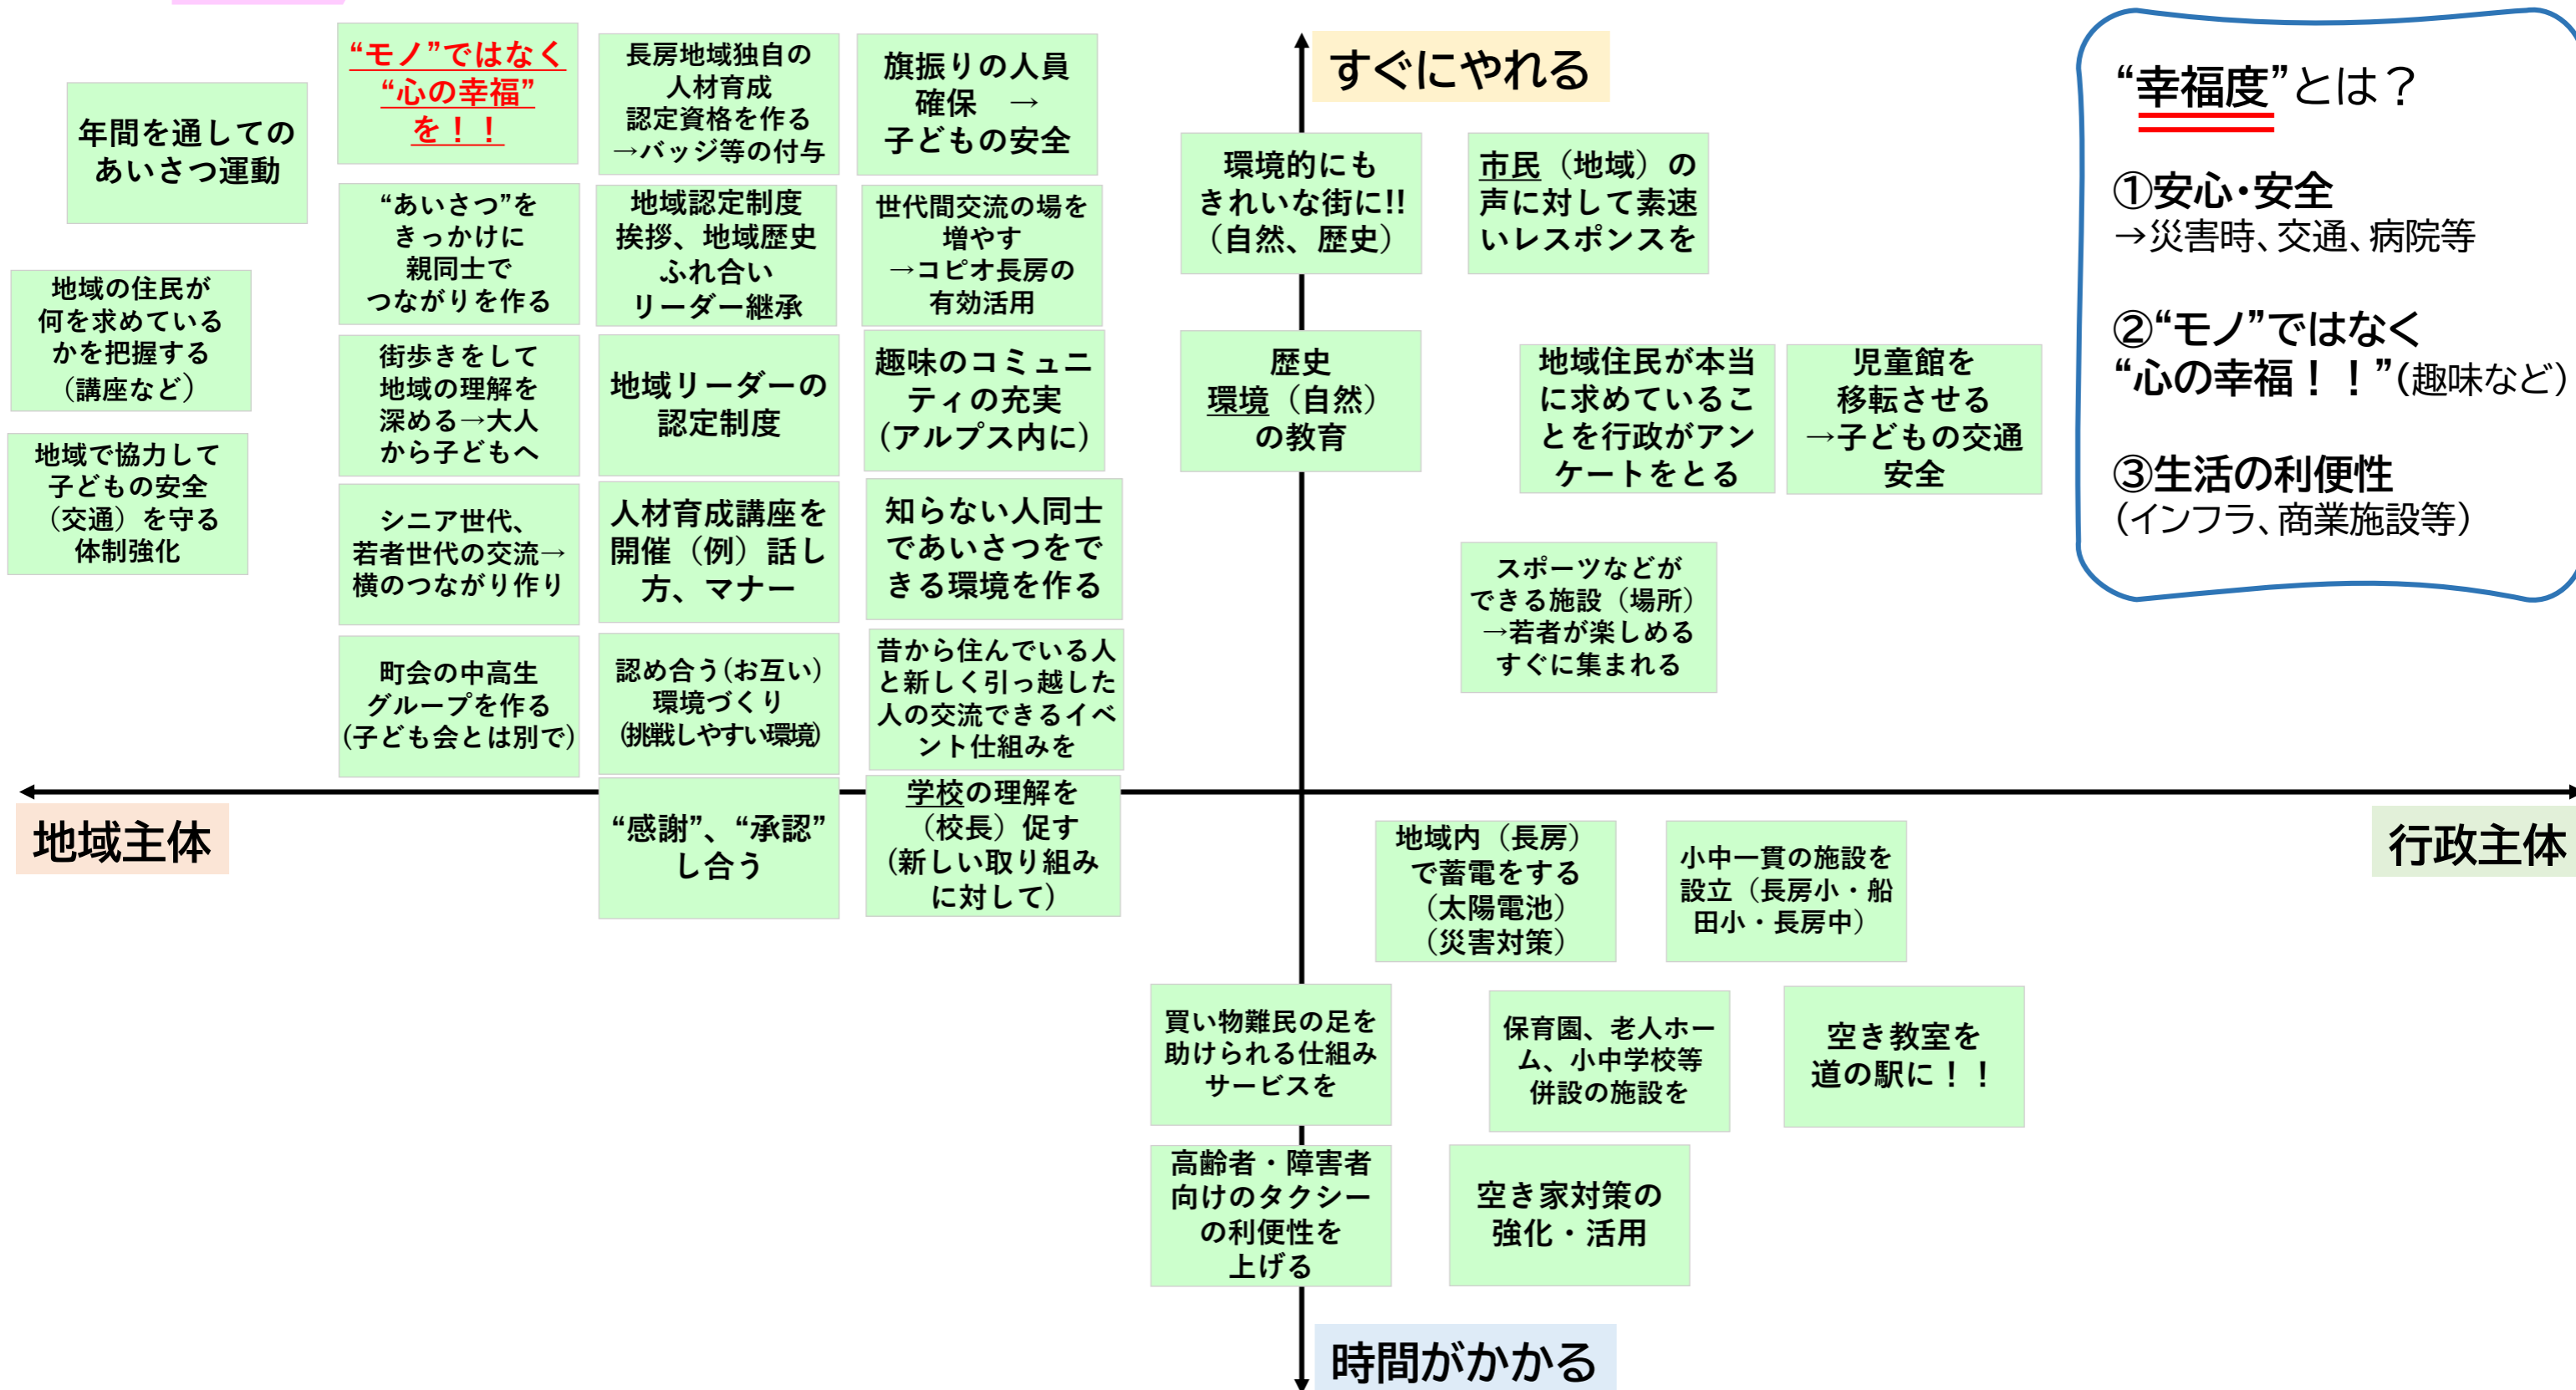 年間を通しての
あいさつ運動
地域の住民が
何を求めている
かを把握する
（講座など）
地域で協力して
子どもの安全
（交通）を守る
体制強化
“モノ”ではなく
“心の幸福”
を！！
“あいさつ”を
きっかけに
親同士で
つながりを作る
街歩きをして
地域の理解を
深める→大人
から子どもへ
シニア世代、
若者世代の交流→
横のつながり作り
町会の中高生
グループを作る
(子ども会とは別で)
長房地域独自の
人材育成
認定資格を作る
→バッジ等の付与
地域認定制度
挨拶、地域歴史
ふれ合い
リーダー継承
地域リーダーの
認定制度
人材育成講座を
開催（例）話し
方、マナー
認め合う(お互い)
環境づくり
(挑戦しやすい環境)
“感謝”、“承認”
し合う
旗振りの人員
確保　→
子どもの安全
世代間交流の場を
増やす
→コピオ長房の
有効活用
趣味のコミュニ
ティの充実
(アルプス内に)
知らない人同士
であいさつをで
きる環境を作る
昔から住んでいる人
と新しく引っ越した
人の交流できるイベ
ント仕組みを
学校の理解を
（校長）促す
(新しい取り組み
に対して)
すぐにやれる
環境的にも
きれいな街に!!
（自然、歴史）
市民（地域）の
声に対して素速
いレスポンスを
歴史
環境（自然）
の教育
地域住民が本当
に求めているこ
とを行政がアン
ケートをとる
児童館を
移転させる
→子どもの交通
安全
スポーツなどが
できる施設（場所）
→若者が楽しめる
すぐに集まれる
“幸福度”とは？
①安心・安全
→災害時、交通、病院等
②“モノ”ではなく
“心の幸福！！”(趣味など)
③生活の利便性
(インフラ、商業施設等)
地域主体
行政主体
地域内（長房）
で蓄電をする
（太陽電池）
（災害対策）
小中一貫の施設を
設立（長房小・船
田小・長房中）
買い物難民の足を
助けられる仕組み
サービスを
保育園、老人ホー
ム、小中学校等
併設の施設を
空き教室を
道の駅に！！
高齢者・障害者
向けのタクシー
の利便性を
上げる
空き家対策の
強化・活用
時間がかかる